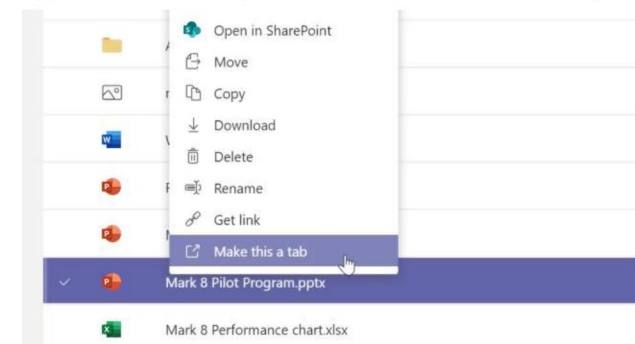 Open in SharePoint
Move
Copy
Download
Delete
Rename
Get link
Make this a tab
Mark 8 Pilot Program.pptx
Mark 8 Performance chart.xlsx